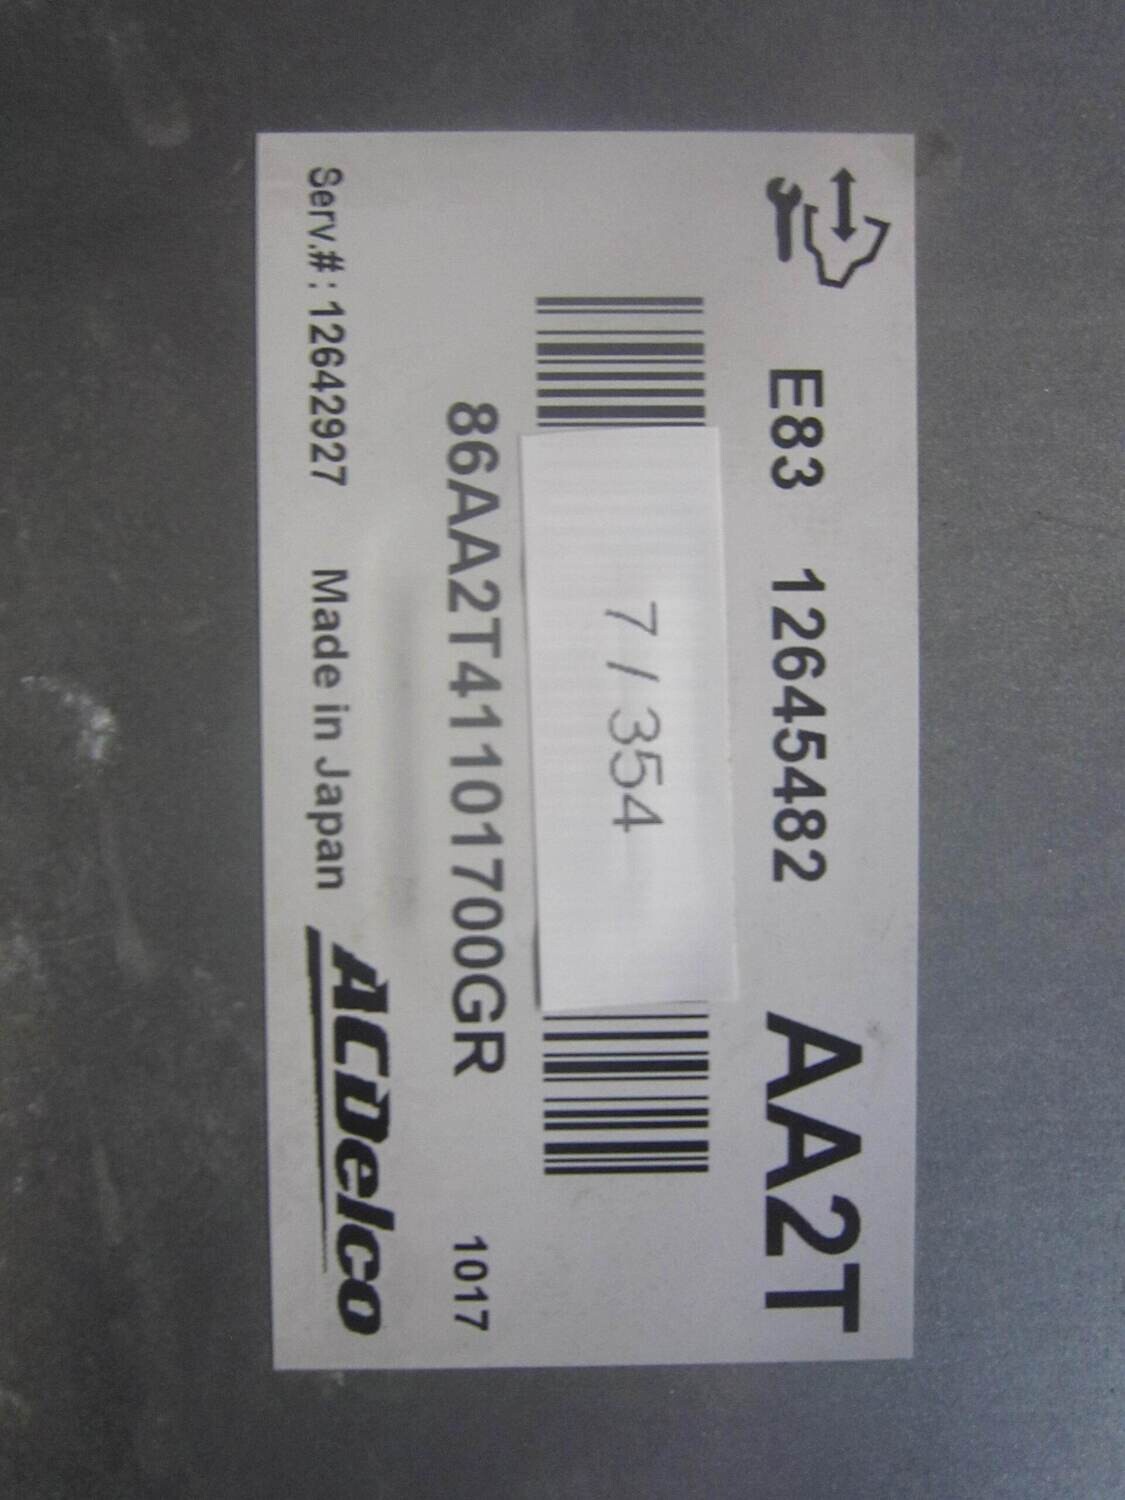 E83 12645482 AA2T
7 / 354
86AA2T41101700GR 1017
Serv.#: 12642927 Made in Japan ACDelco